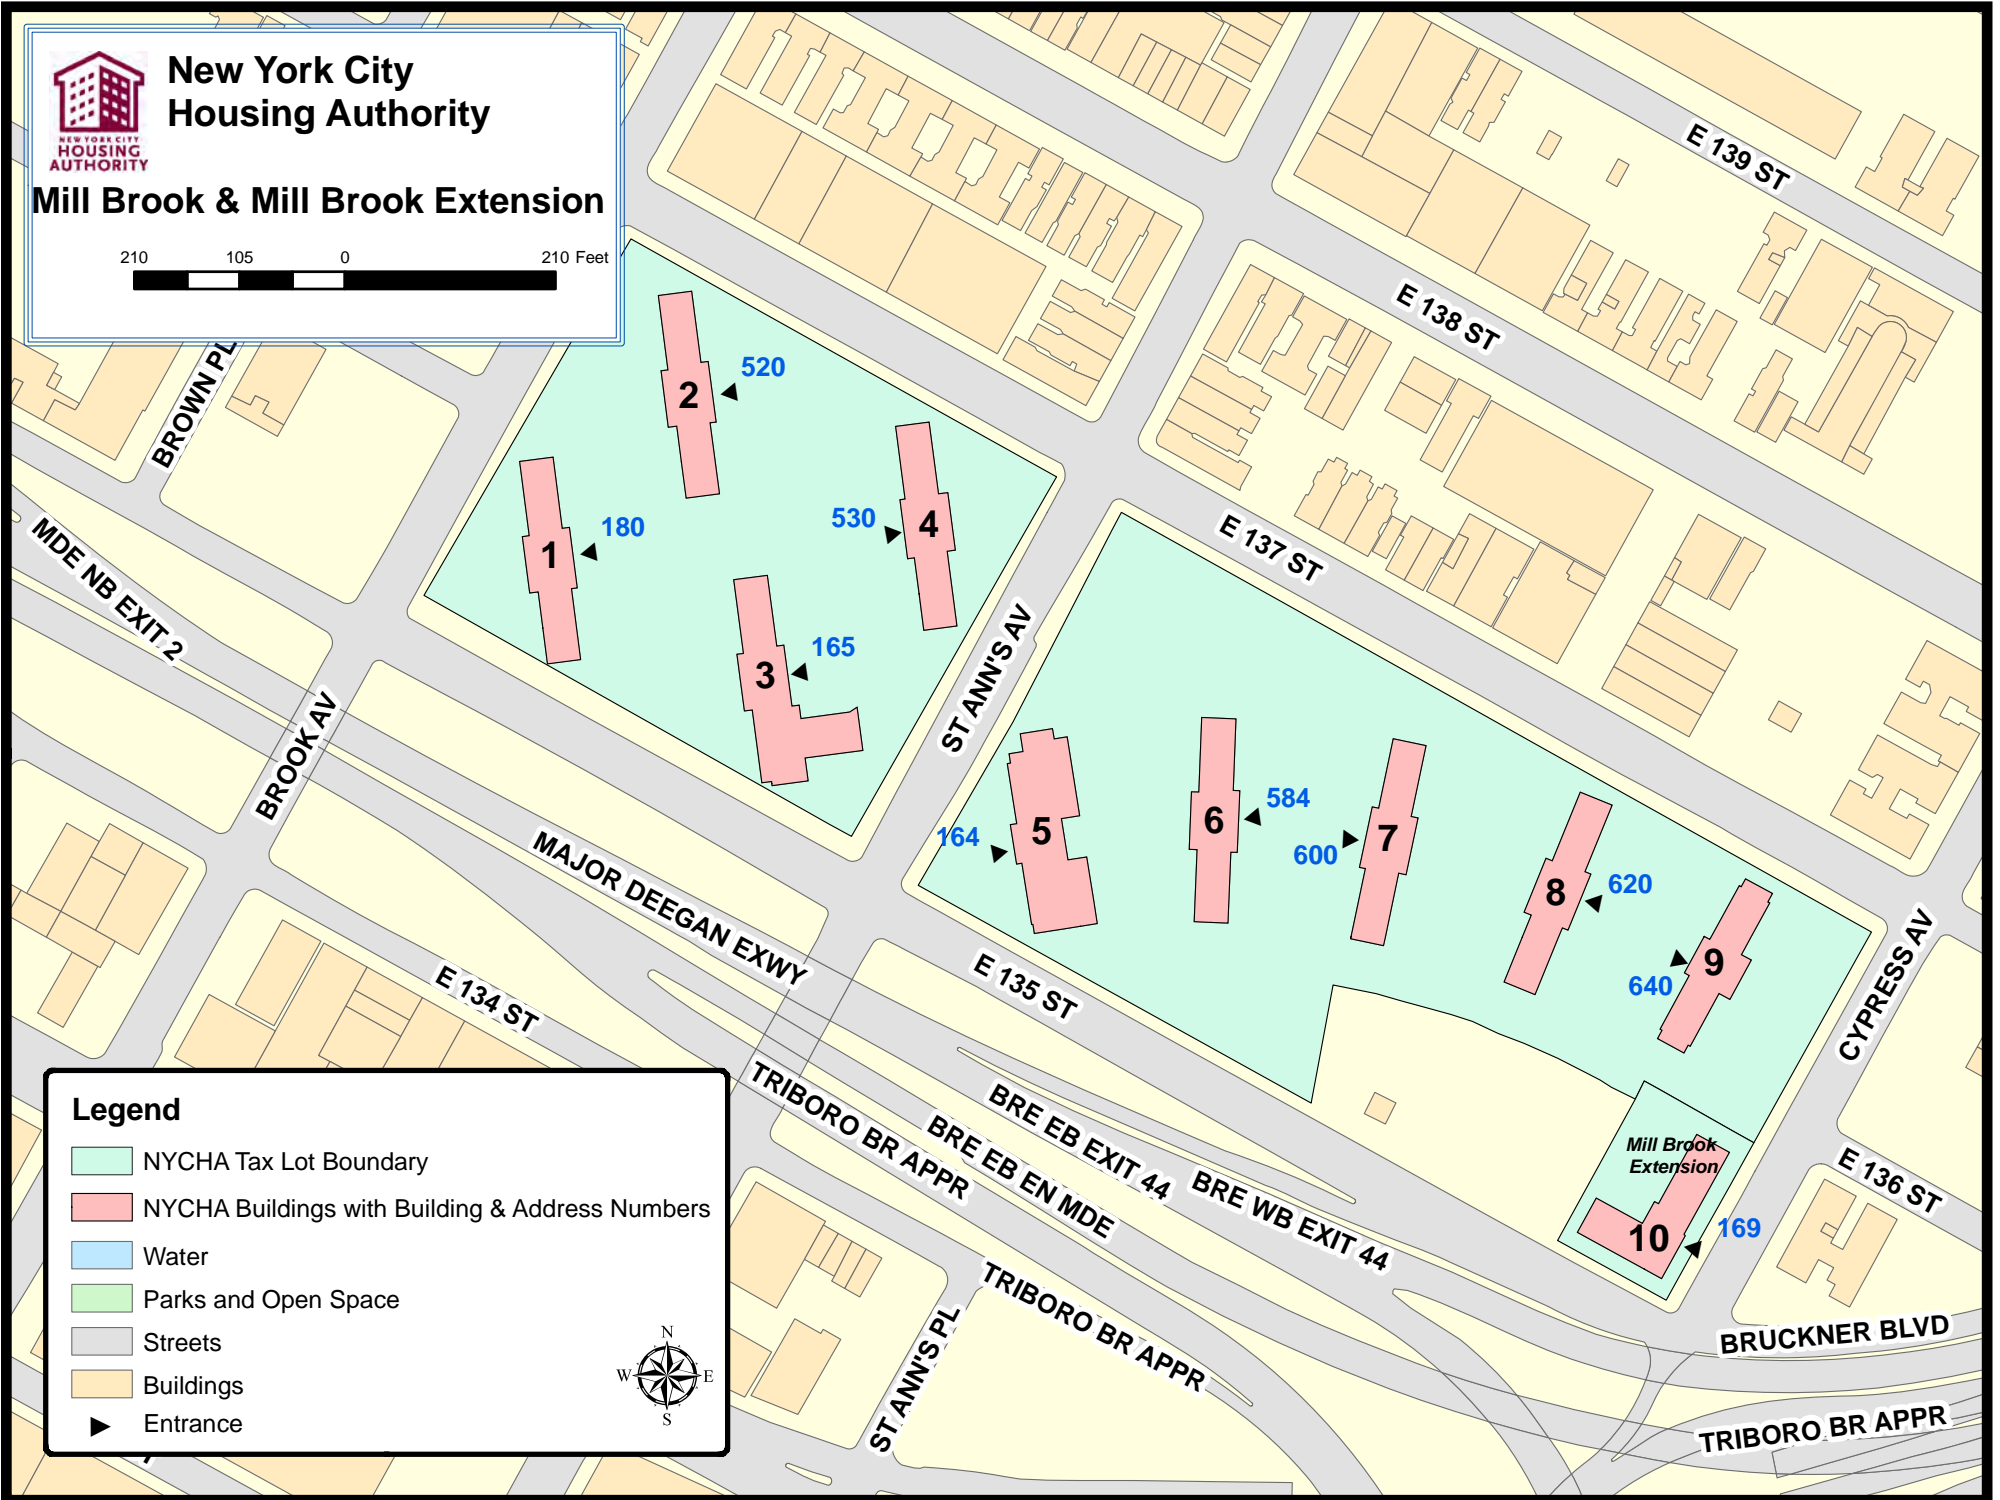 New York City
Housing Authority
NEW YORK CITY
HOUSING
AUTHORITY
Mill Brook & Mill Brook Extension
210 105 0 210 Feet
E 139 ST
E 138 ST
BROWN PL
2
520
1
180
530
4
E 137 ST
MDE NB EXIT 2
3
165
ST ANN'S AV
BROOK AV
164
5
6
584
600
7
8
620
640
9
MAJOR DEEGAN EXWY
E 134 ST
E 135 ST
CYPRESS AV
TRIBORO BR APPR
BRE EB EN MDE
BRE EB EXIT 44
BRE WB EXIT 44
Mill Brook
Extension
10
169
E 136 ST
TRIBORO BR APPR
ST ANN'S PL
BRUCKNER BLVD
TRIBORO BR APPR
Legend
NYCHA Tax Lot Boundary
NYCHA Buildings with Building & Address Numbers
Water
Parks and Open Space
Streets
Buildings
Entrance
N
W E
S